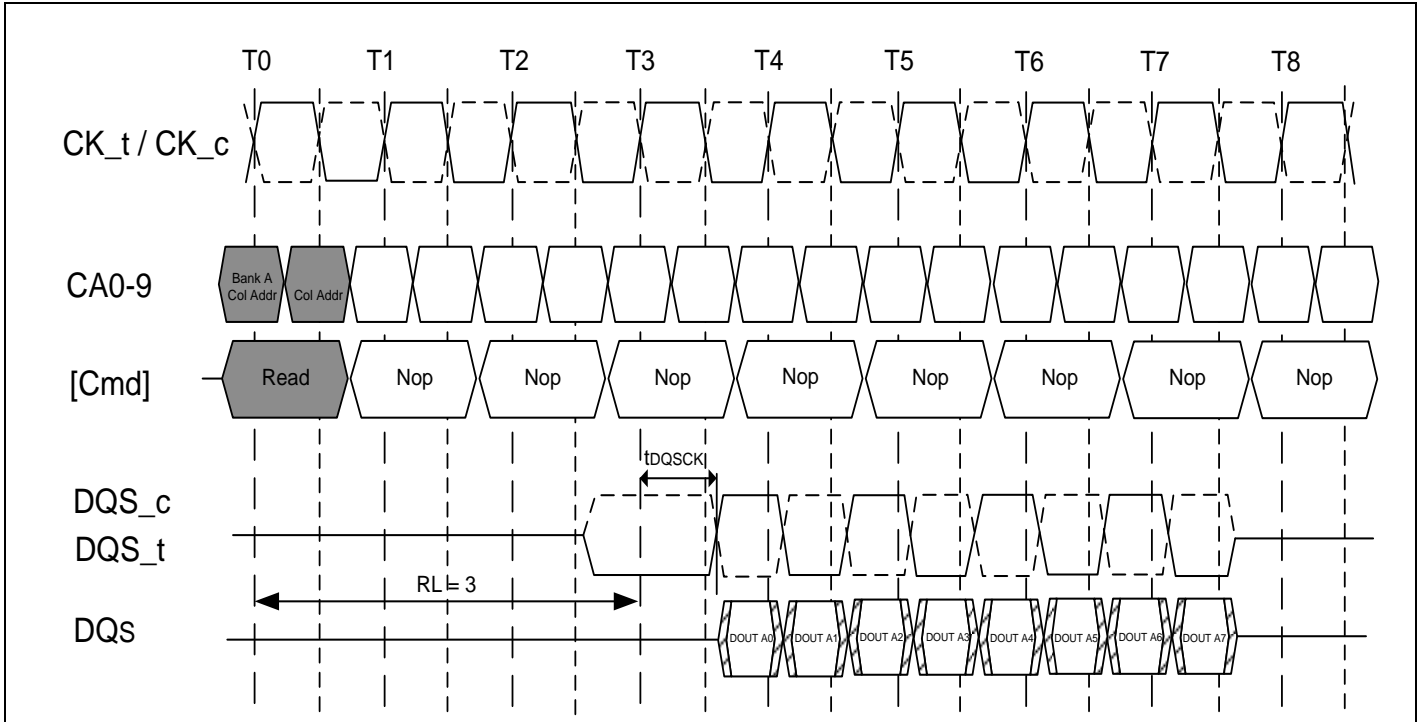 T0 T1 T2 T3 T4 T5 T6 T7 T8
CK_t / CK_c
CA0-9
Bank A
Col Addr
Col Addr
[Cmd]
Read Nop Nop Nop Nop Nop Nop Nop Nop
tDQSCK
DQS_c
DQS_t
RL = 3
DQs
DOUT A0 DOUT A1 DOUT A2 DOUT A3 DOUT A4 DOUT A5 DOUT A6 DOUT A7